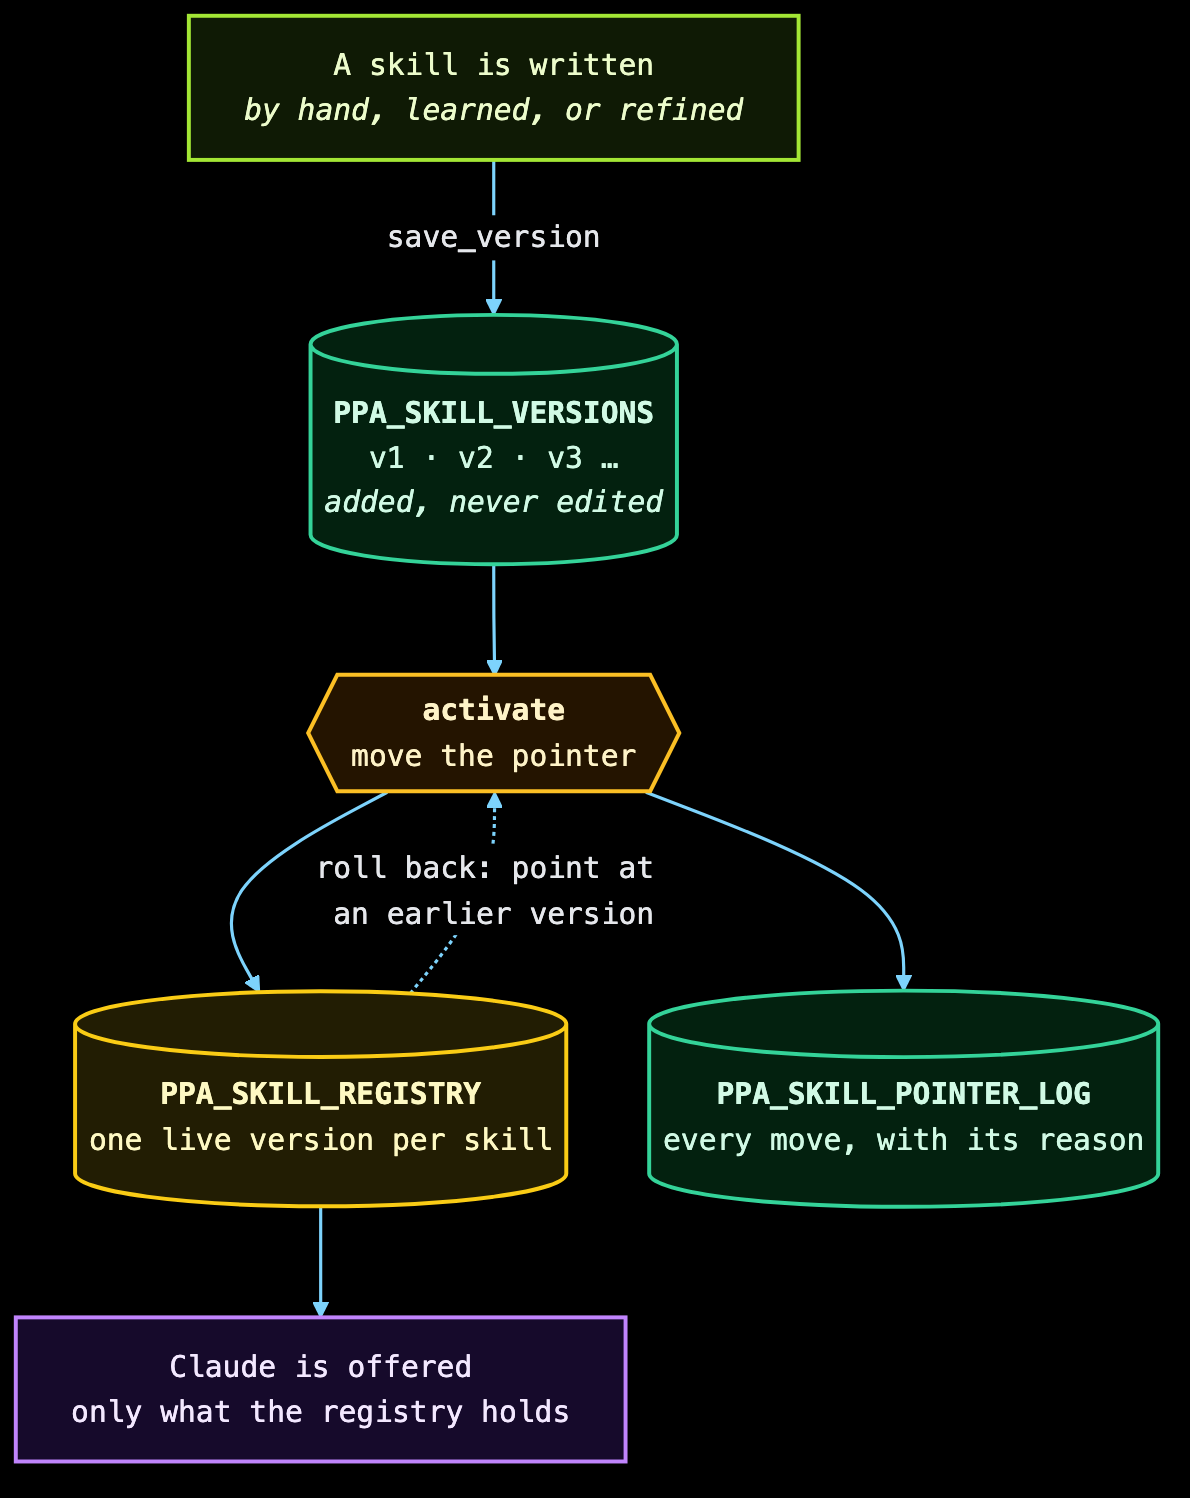 A skill is written
by hand, learned, or refined
save_version
PPA_SKILL_VERSIONS
v1 · v2 · v3 …
added, never edited
activate
move the pointer
roll back: point at
an earlier version
PPA_SKILL_REGISTRY
one live version per skill
PPA_SKILL_POINTER_LOG
every move, with its reason
Claude is offered
only what the registry holds